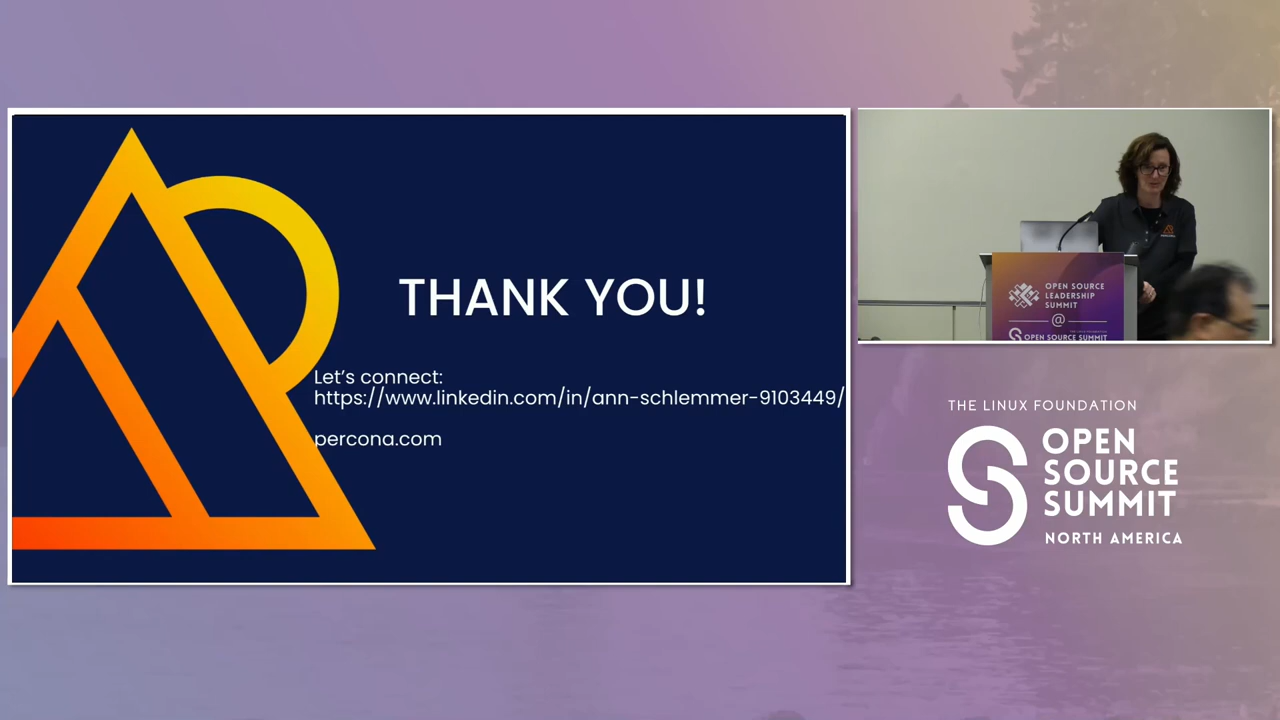 THANK YOU!
Let's connect:
https://www.linkedin.com/in/ann-schlemmer-9103449/
percona.com
OPEN SOURCE
LEADERSHIP
SUMMIT
@
OPEN SOURCE SUMMIT
THE LINUX FOUNDATION
OPEN
SOURCE
SUMMIT
NORTH AMERICA